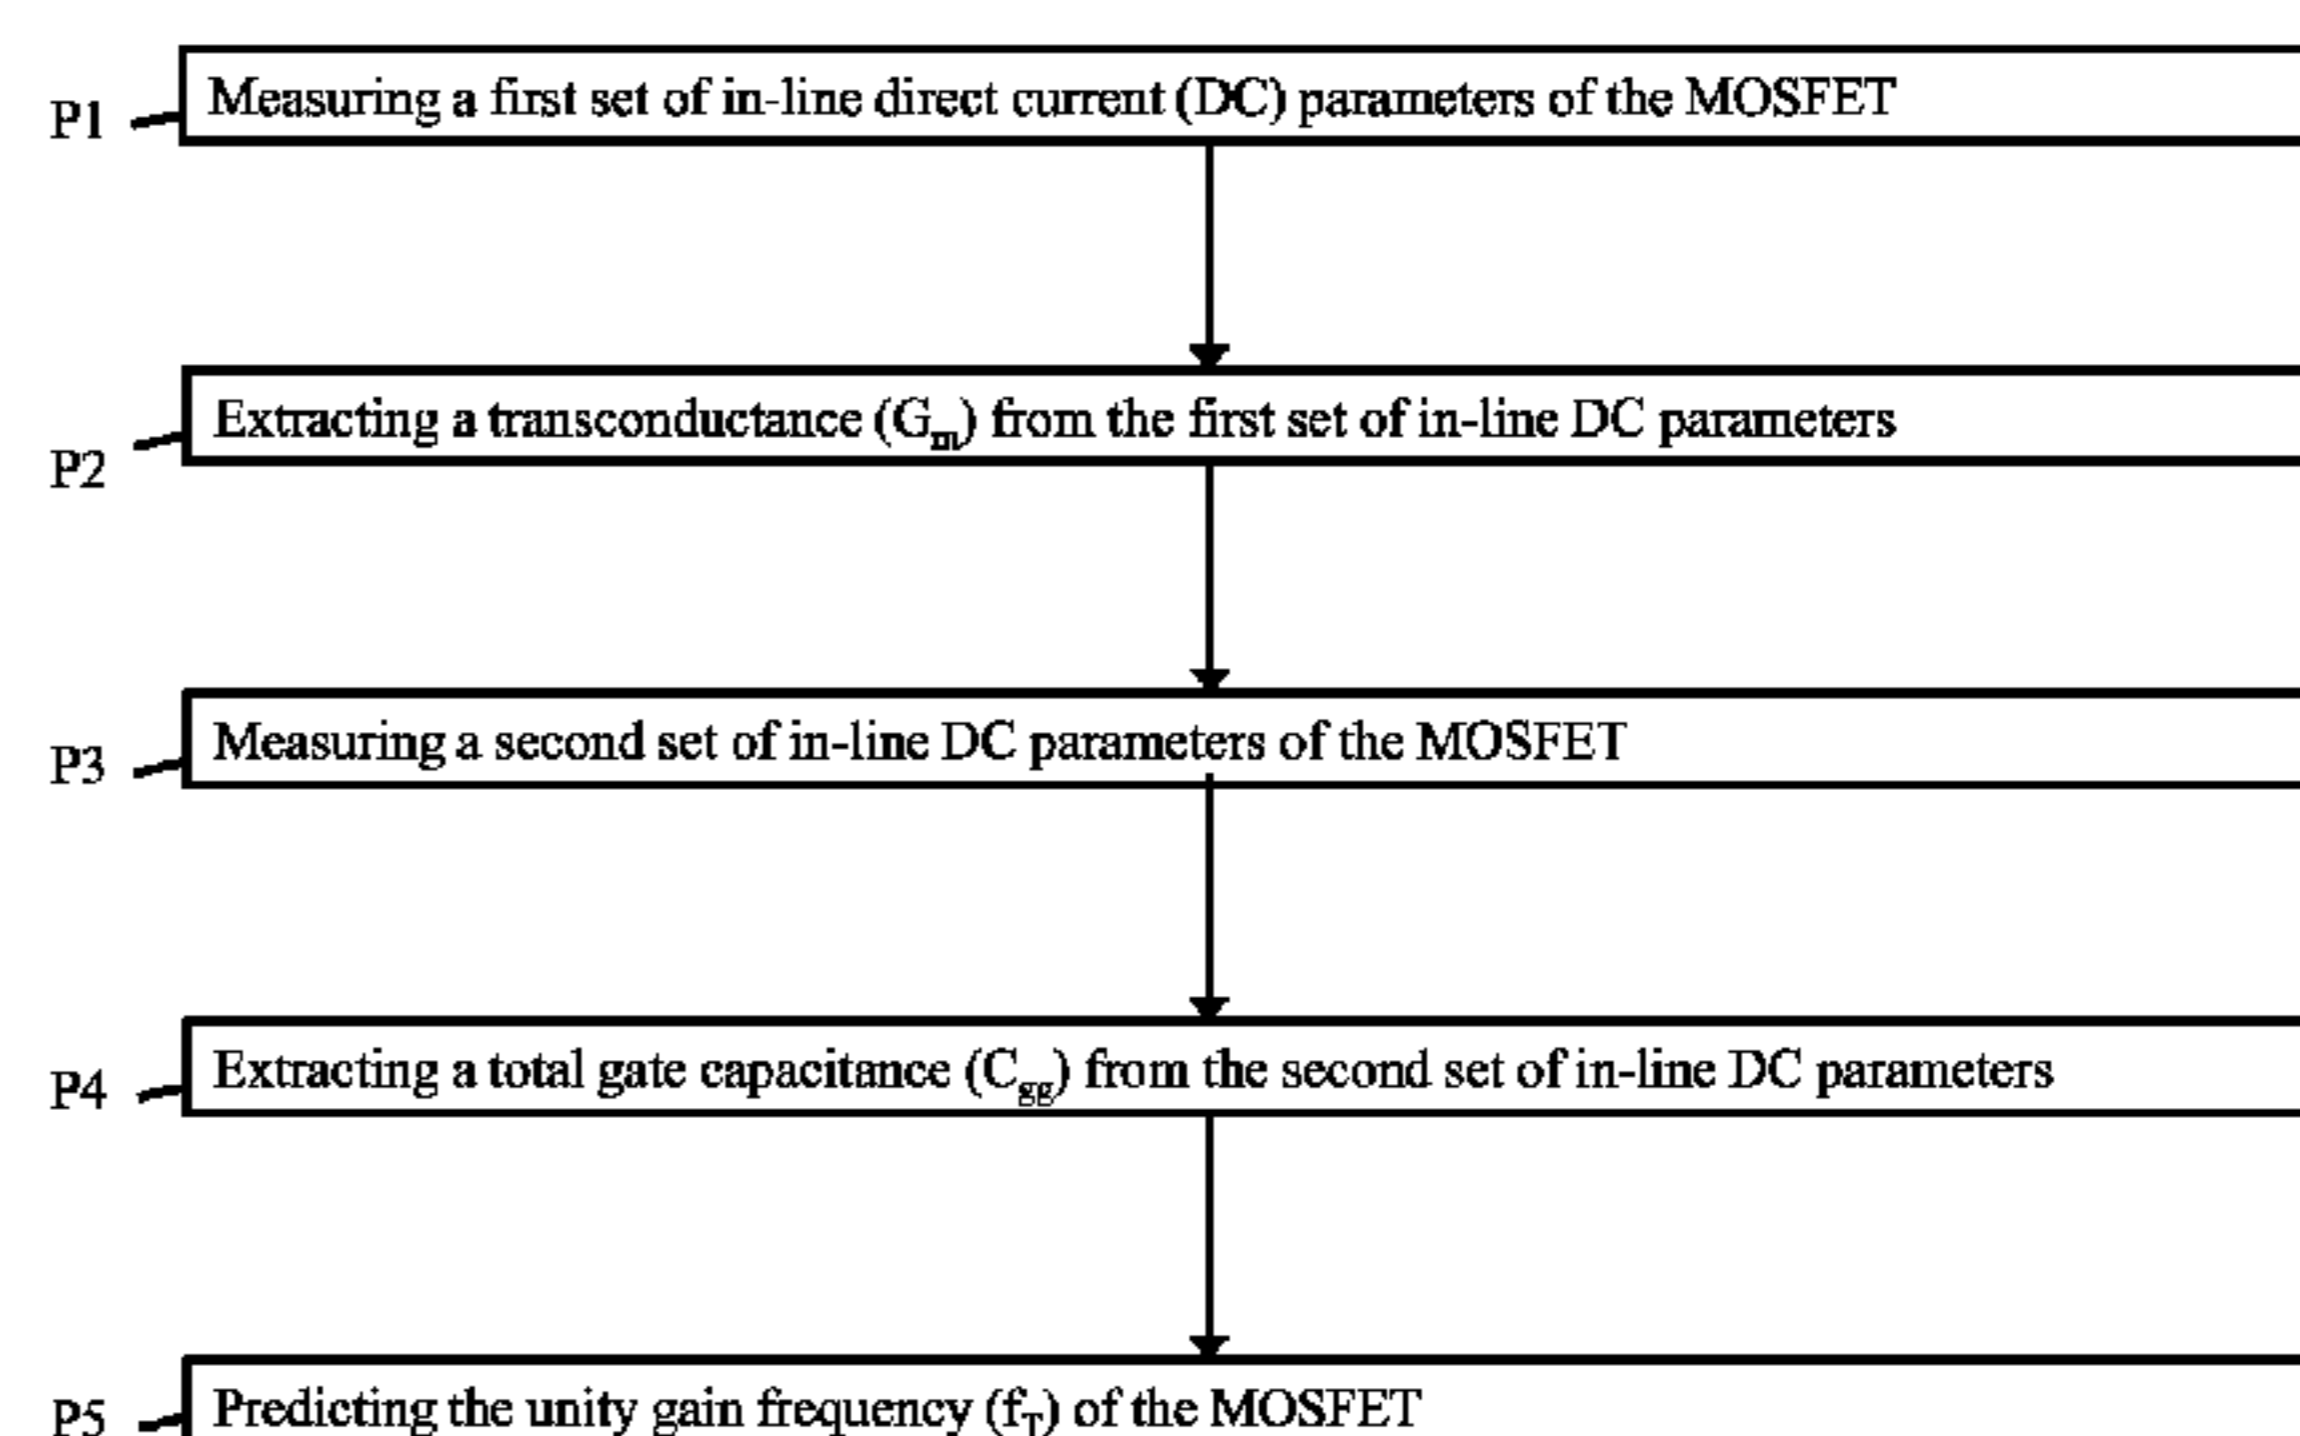 P1 Measuring a first set of in-line direct current (DC) parameters of the MOSFET
P2 Extracting a transconductance (Gm) from the first set of in-line DC parameters
P3 Measuring a second set of in-line DC parameters of the MOSFET
P4 Extracting a total gate capacitance (Cgg) from the second set of in-line DC parameters
P5 Predicting the unity gain frequency (fT) of the MOSFET